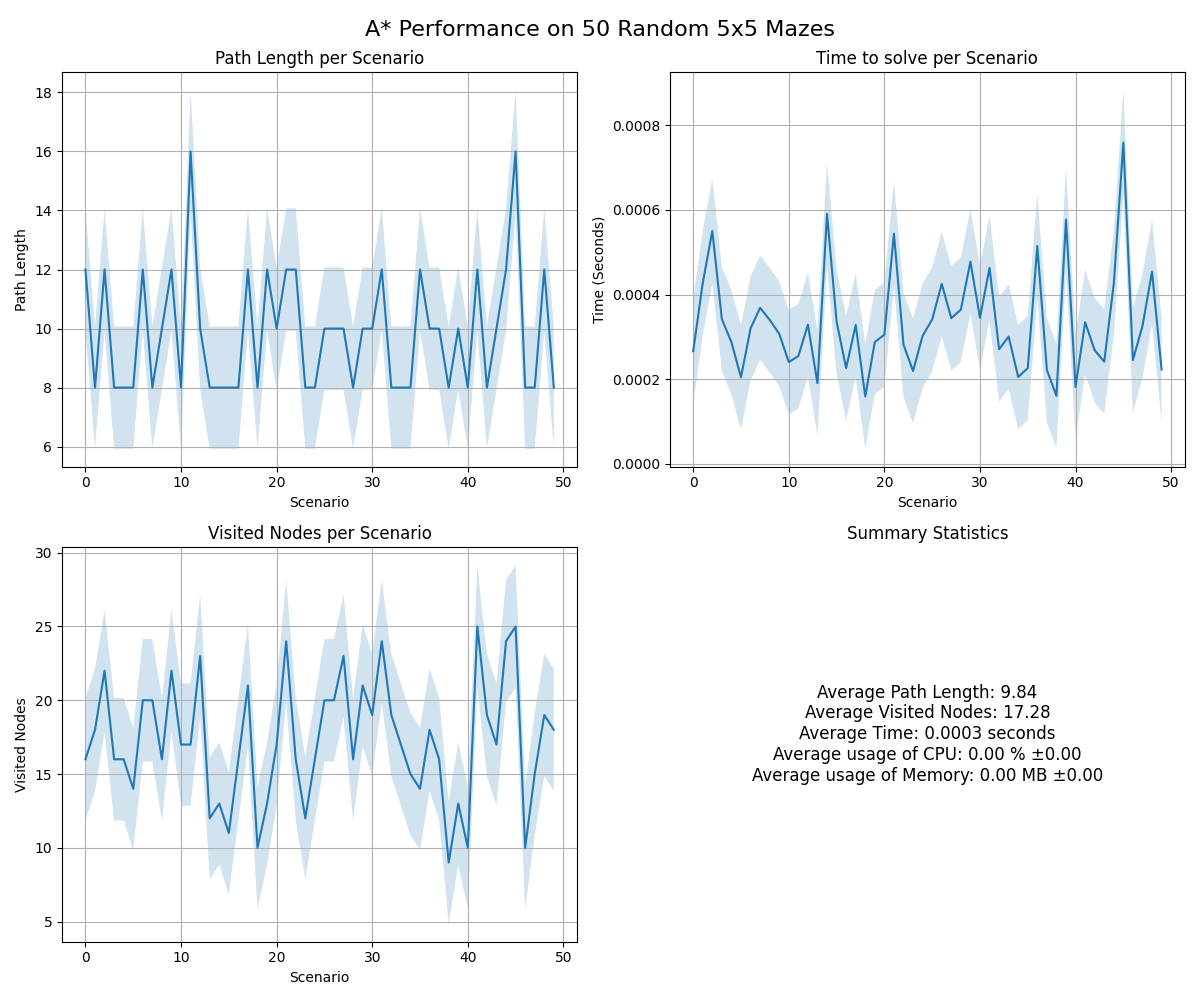 A* Performance on 50 Random 5x5 Mazes
Path Length per Scenario
18
16
14
12
10
8
6
Path Length
0 10 20 30 40 50
Scenario
Time to solve per Scenario
0.0008
0.0006
0.0004
0.0002
0.0000
Time (Seconds)
0 10 20 30 40 50
Scenario
Visited Nodes per Scenario
30
25
20
15
10
5
Visited Nodes
0 10 20 30 40 50
Scenario
Summary Statistics
Average Path Length: 9.84
Average Visited Nodes: 17.28
Average Time: 0.0003 seconds
Average usage of CPU: 0.00 % ±0.00
Average usage of Memory: 0.00 MB ±0.00